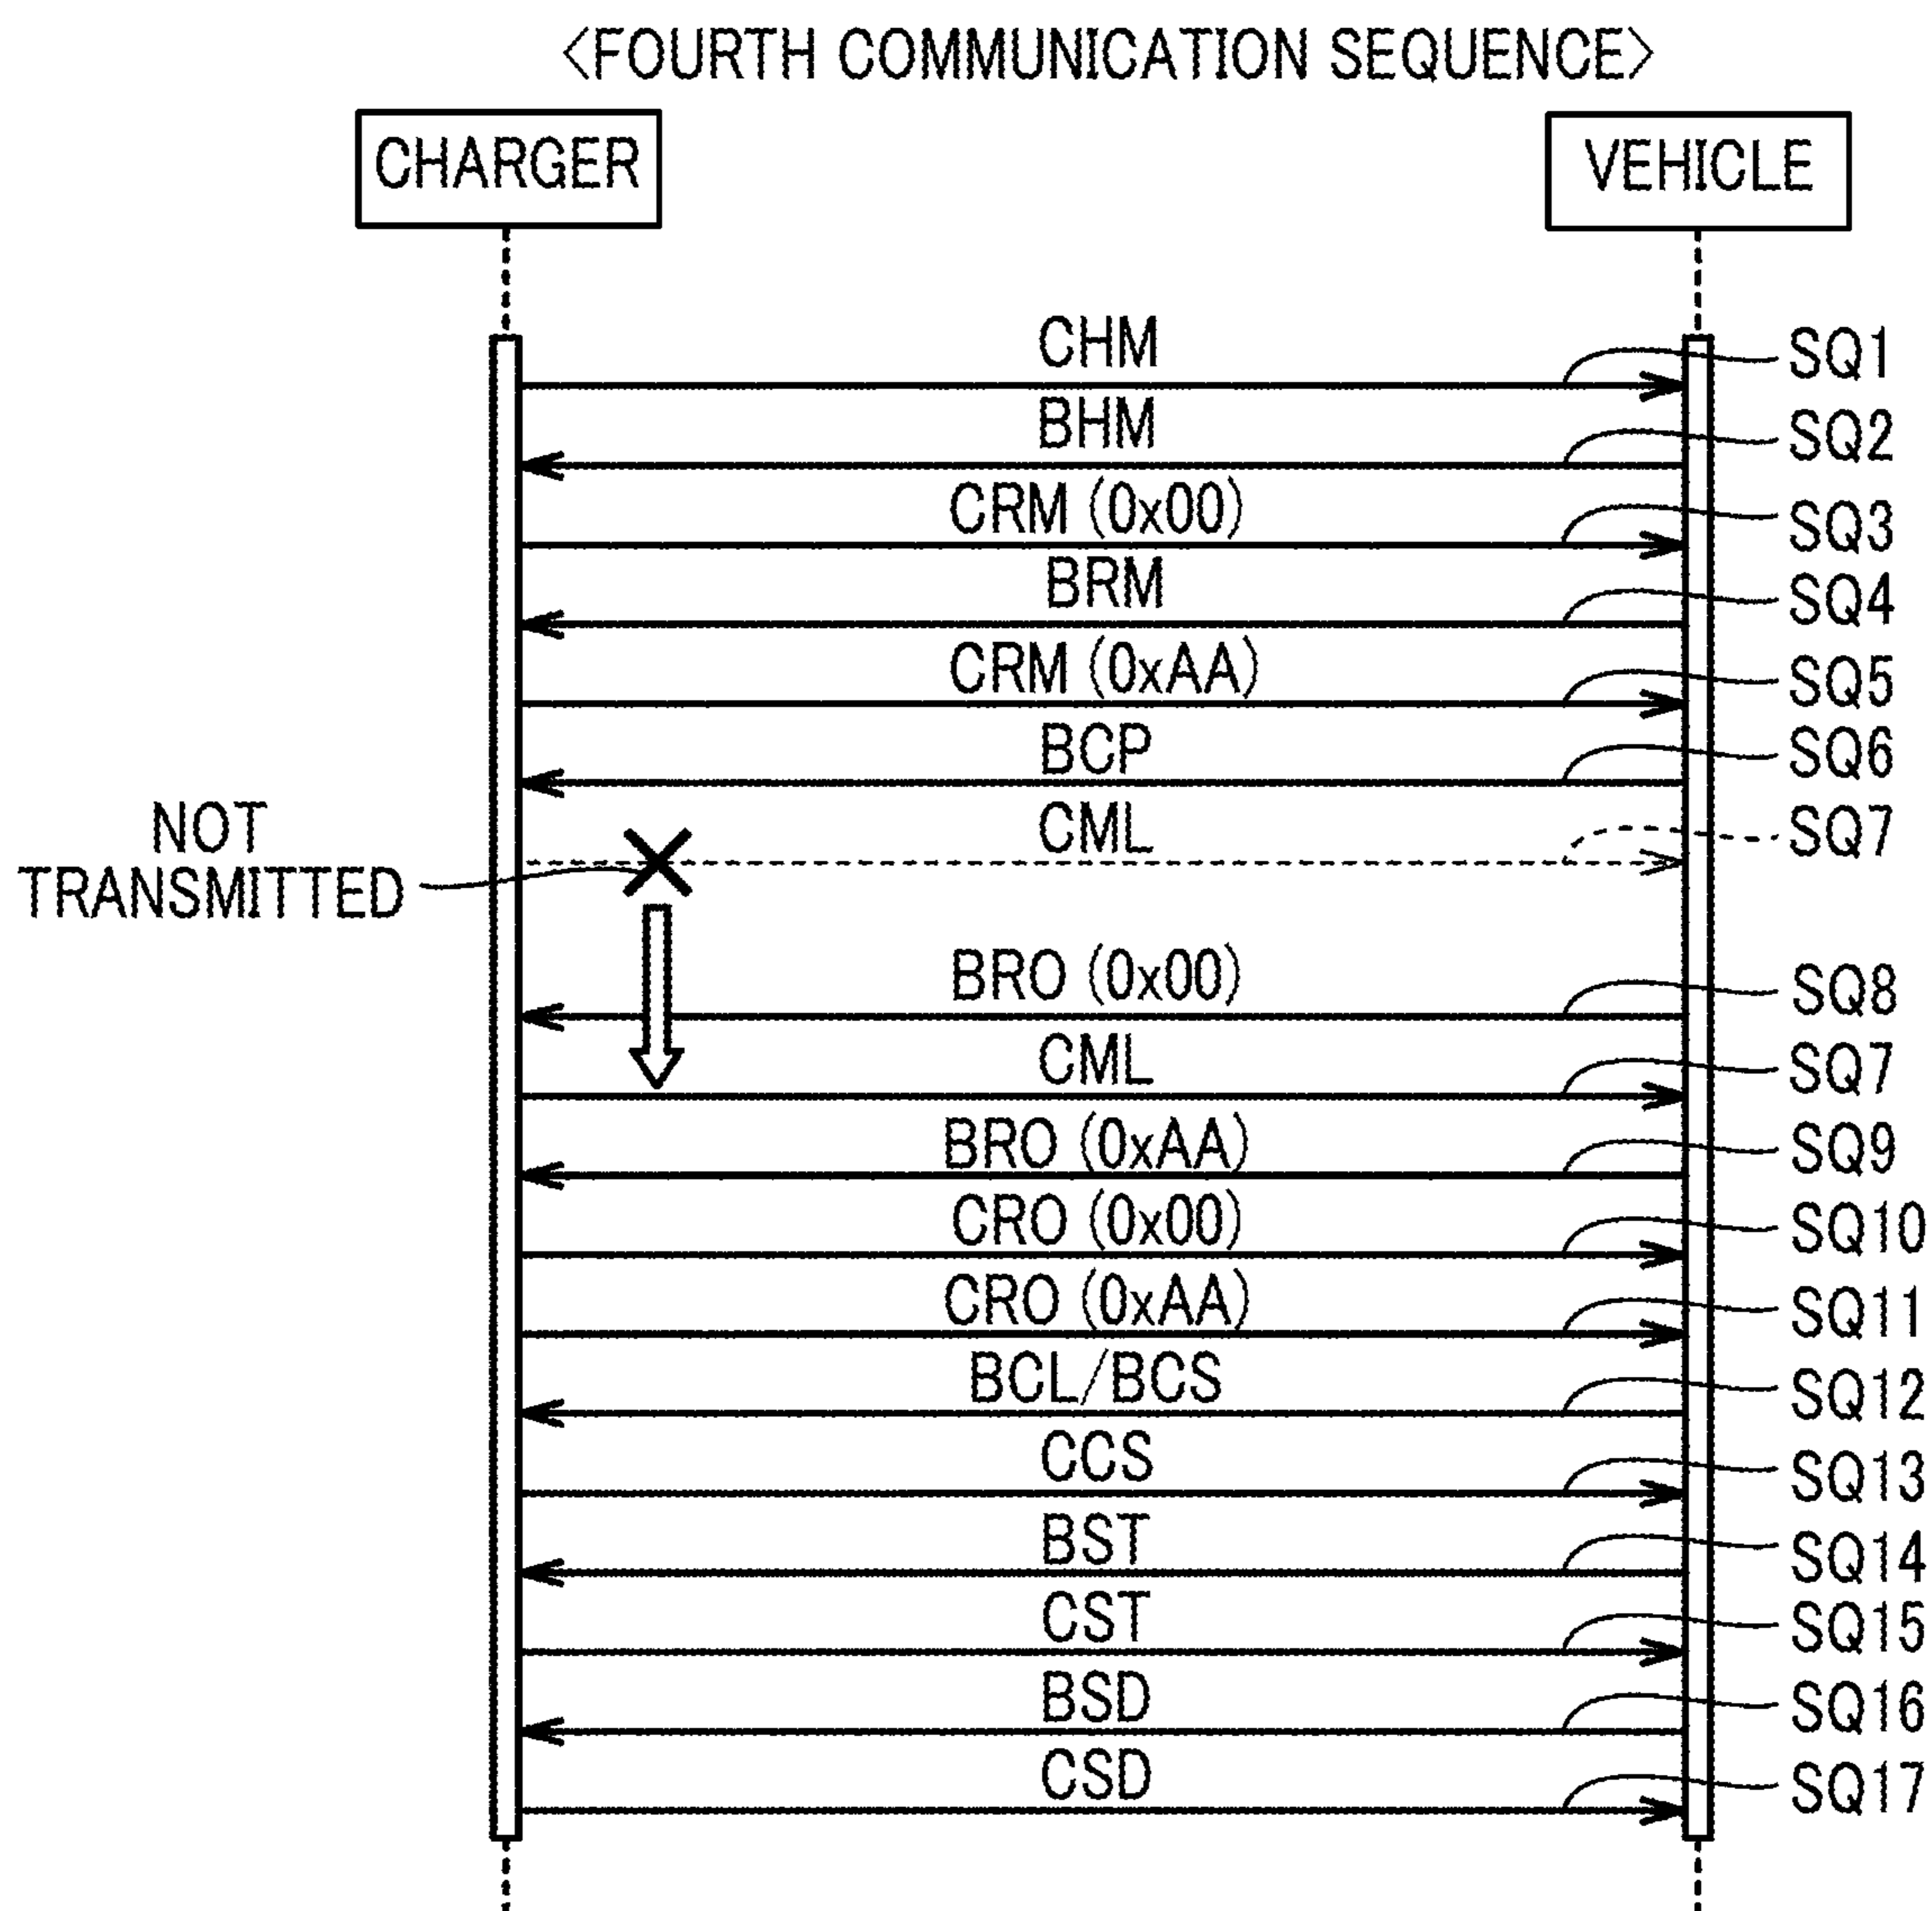 <FOURTH COMMUNICATION SEQUENCE>
CHARGER
VEHICLE
CHM
SQ1
BHM
SQ2
CRM (0x00)
SQ3
BRM
SQ4
CRM (0xAA)
SQ5
BCP
SQ6
NOT
TRANSMITTED
CML
SQ7
BRO (0x00)
SQ8
CML
SQ7
BRO (0xAA)
SQ9
CRO (0x00)
SQ10
CRO (0xAA)
SQ11
BCL/BCS
SQ12
CCS
SQ13
BST
SQ14
CST
SQ15
BSD
SQ16
CSD
SQ17